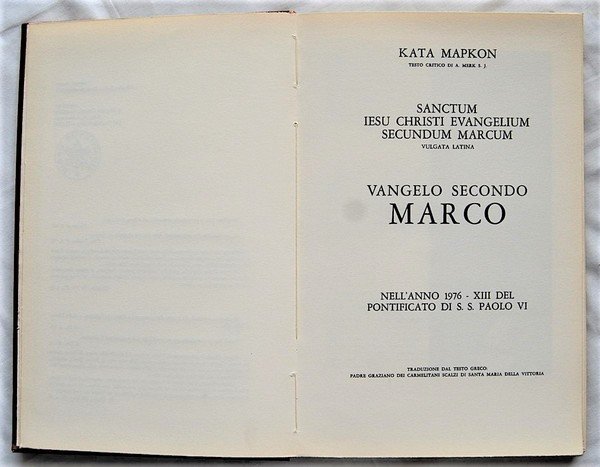 ΚΑΤΑ ΜΑΡΚΟΝ
TESTO CRITICO DI A. MERK S. J.
SANCTUM
IESU CHRISTI EVANGELIUM
SECUNDUM MARCUM
VULGATA LATINA
VANGELO SECONDO
MARCO
NELL'ANNO 1976 - XIII DEL
PONTIFICATO DI S. S. PAOLO VI
TRADUZIONE DAL TESTO GRECO:
PADRE GRAZIANO DEI CARMELITANI SCALZI DI SANTA MARIA DELLA VITTORIA